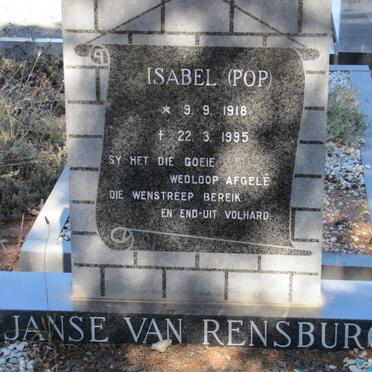 ISABEL (POP)
* 9. 9. 1918
† 22. 3. 1995
SY HET DIE GOEIE
WEDLOOP AFGELÊ
DIE WENSTREEP BEREIK
EN END-UIT VOLHARD.
JANSE VAN RENSBURG